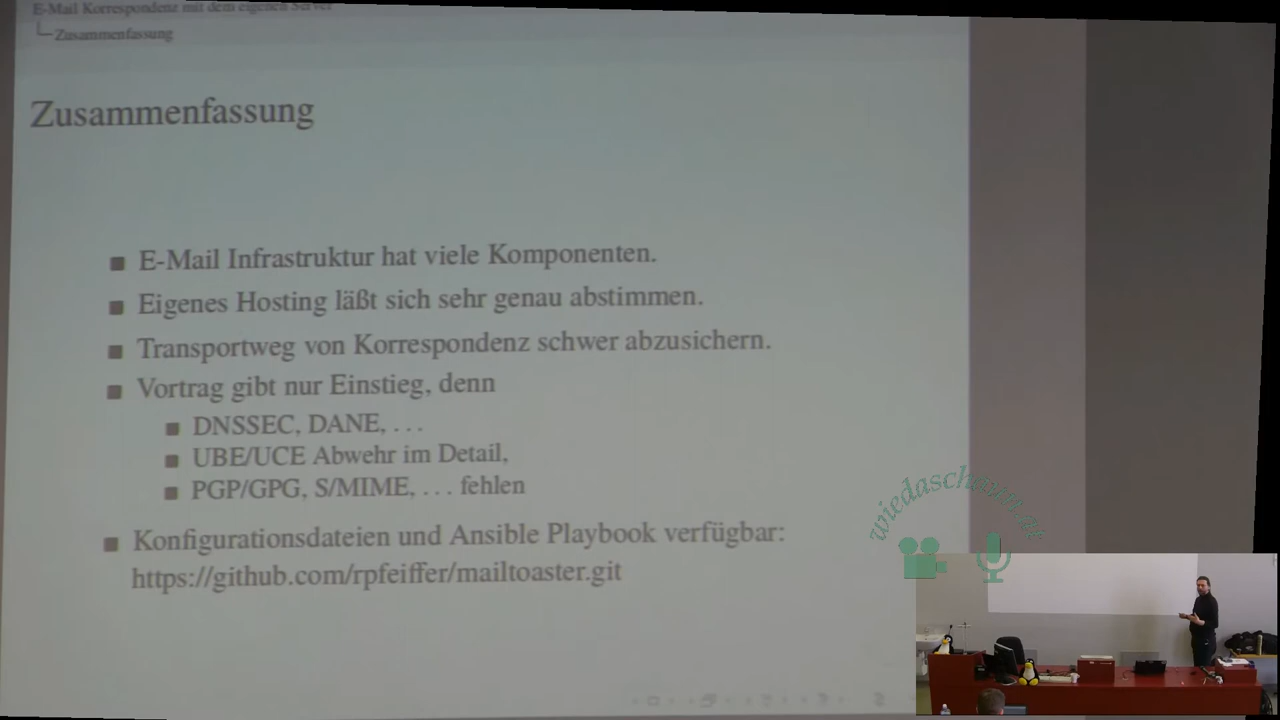 E-Mail Korrespondenz mit dem eigenen Server
Zusammenfassung
Zusammenfassung
E-Mail Infrastruktur hat viele Komponenten.
Eigenes Hosting läßt sich sehr genau abstimmen.
Transportweg von Korrespondenz schwer abzusichern.
Vortrag gibt nur Einstieg, denn
DNSSEC, DANE, . . .
UBE/UCE Abwehr im Detail,
PGP/GPG, S/MIME, . . . fehlen
Konfigurationsdateien und Ansible Playbook verfügbar:
https://github.com/rpfeiffer/mailtoaster.git
wiedaschaun.at